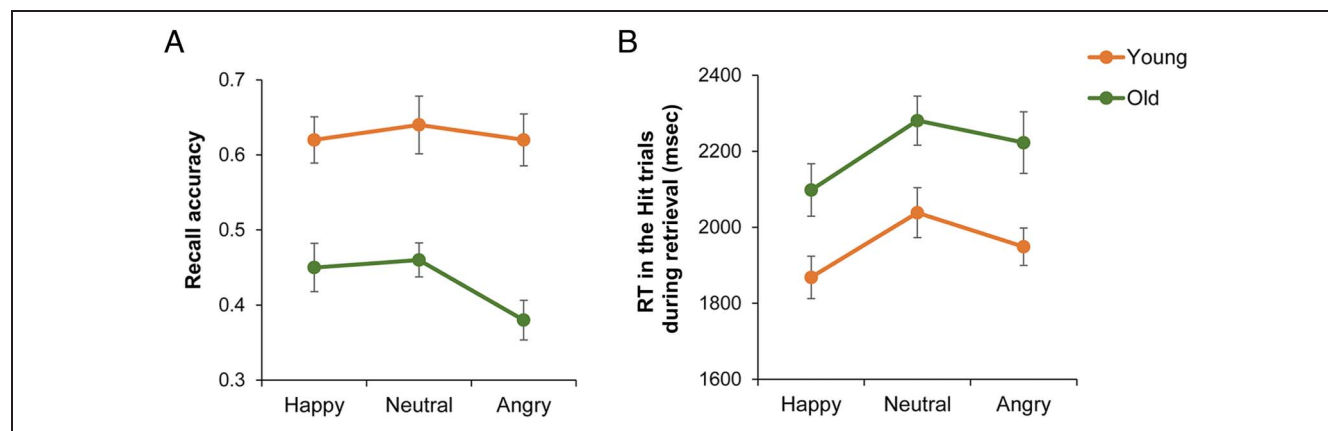 A
Recall accuracy
0.7
0.6
0.5
0.4
0.3
Happy Neutral Angry
B
RT in the Hit trials
during retrieval (msec)
2400
2200
2000
1800
1600
Happy Neutral Angry
Young
Old